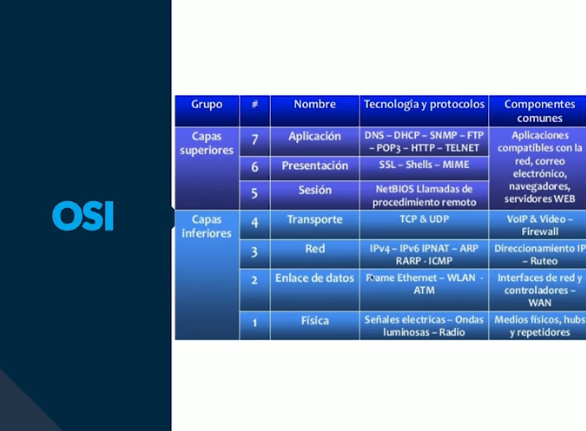 OSI
Grupo # Nombre Tecnología y protocolos Componentes comunes
Capas superiores
7 Aplicación DNS – DHCP – SNMP – FTP – POP3 – HTTP – TELNET
Aplicaciones compatibles con la red, correo electrónico, navegadores, servidores WEB
6 Presentación SSL – Shells – MIME
5 Sesión NetBIOS Llamadas de procedimiento remoto
Capas inferiores
4 Transporte TCP & UDP VoIP & Video – Firewall
3 Red IPv4 – IPv6 IPNAT – ARP RARP - ICMP Direccionamiento IP – Ruteo
2 Enlace de datos Frame Ethernet – WLAN - ATM Interfaces de red y controladores – WAN
1 Física Señales electricas – Ondas luminosas – Radio Medios físicos, hubs y repetidores